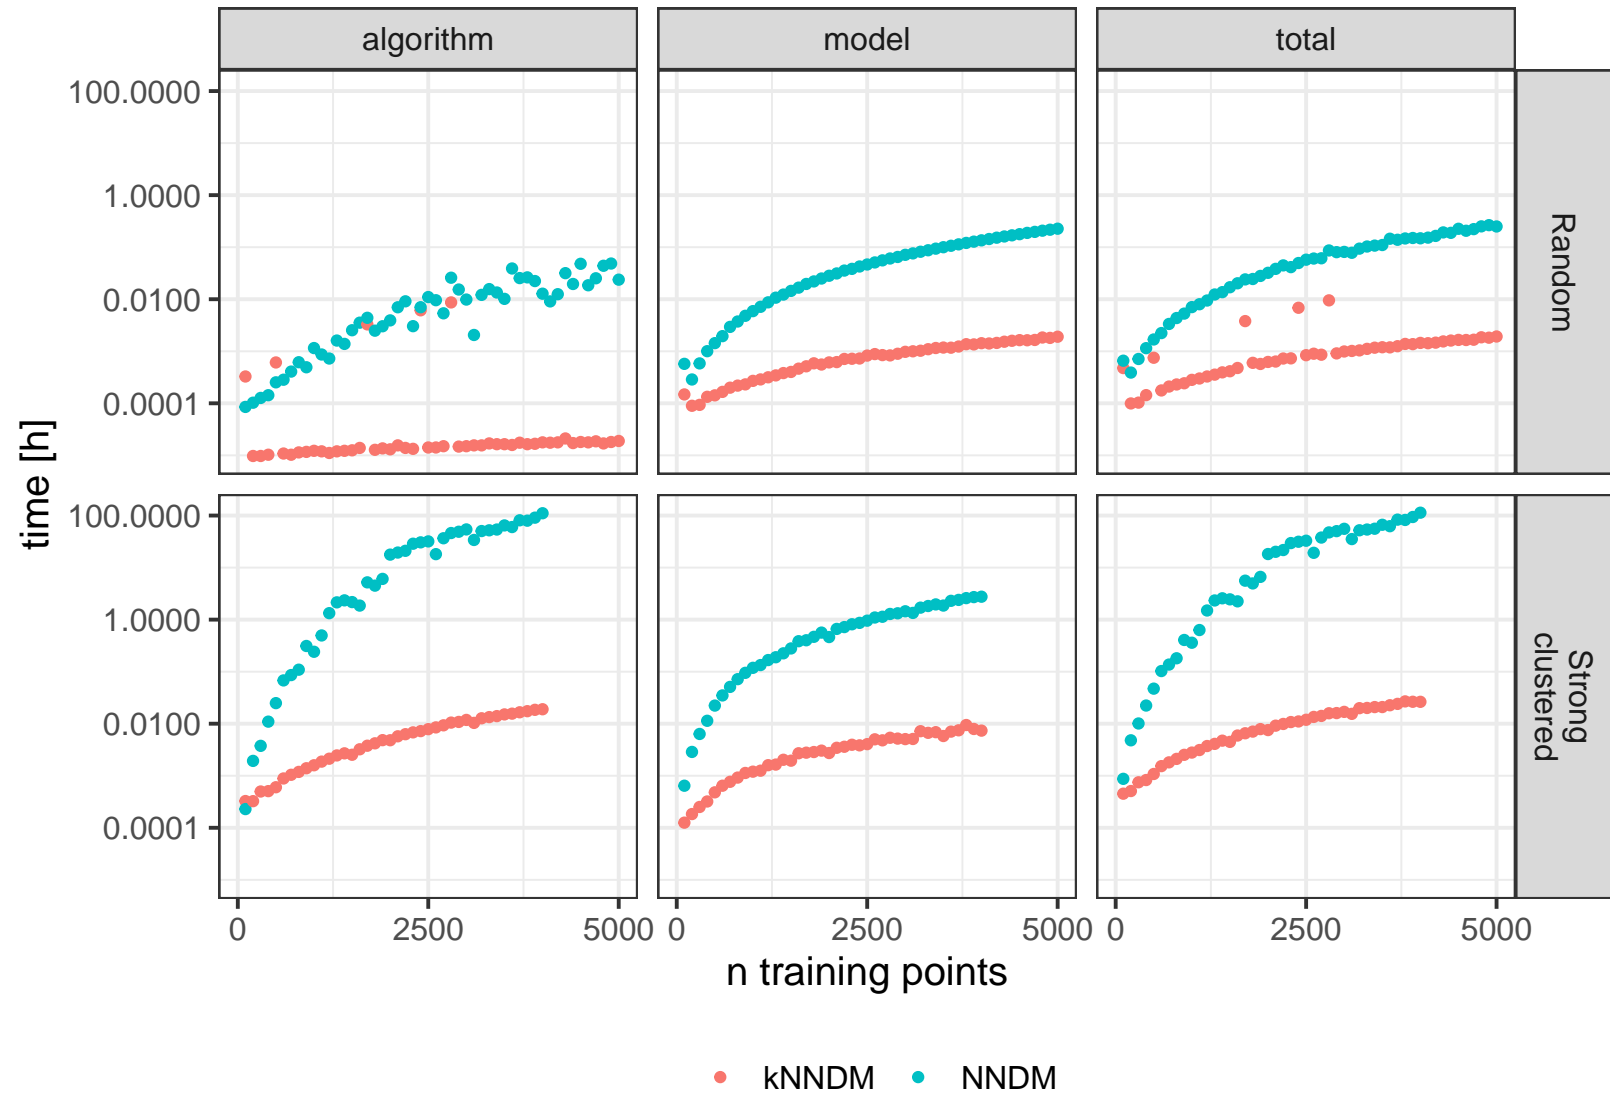 algorithm
model
total
100.0000
1.0000
0.0100
0.0001
Random
time [h]
100.0000
1.0000
0.0100
0.0001
Strong
clustered
0 2500 5000
0 2500 5000
0 2500 5000
n training points
kNNDM NNDM